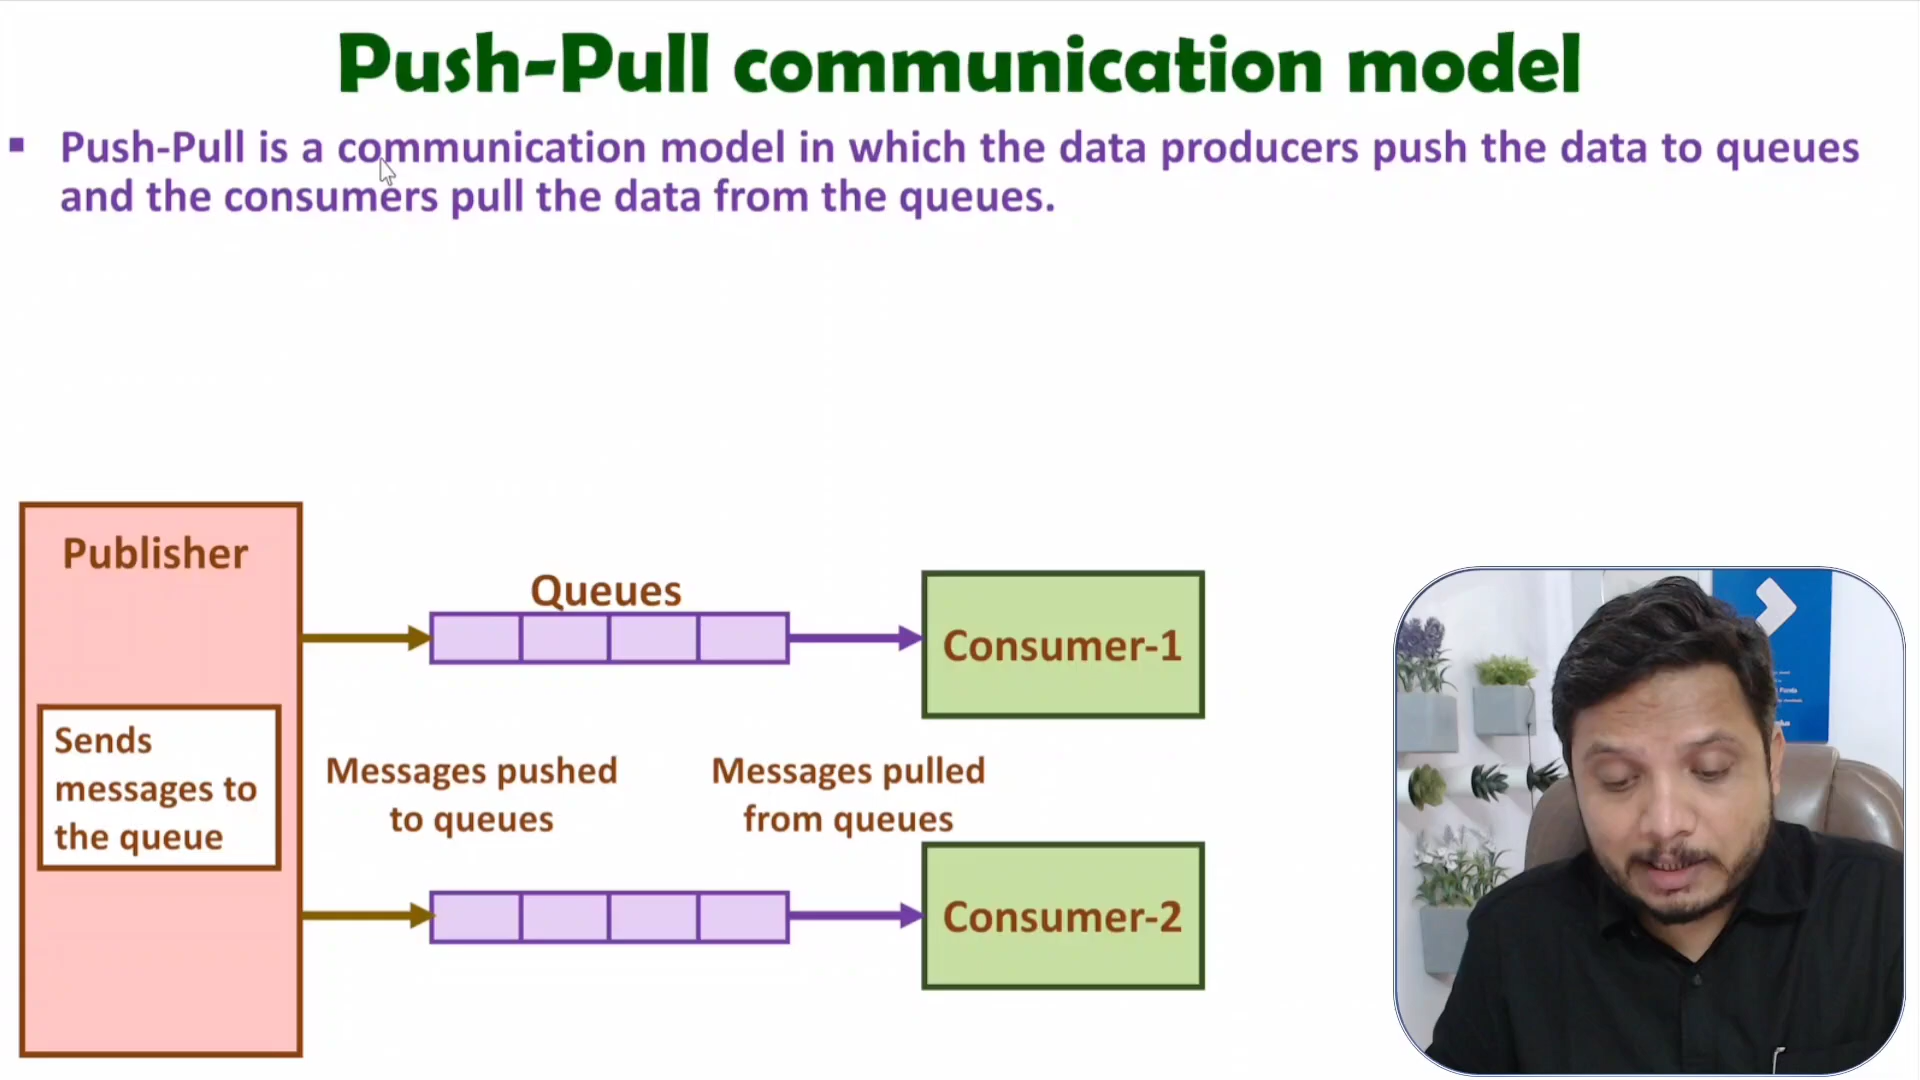 Push-Pull communication model
▪ Push-Pull is a communication model in which the data producers push the data to queues
and the consumers pull the data from the queues.
Publisher
Sends
messages to
the queue
Queues
Messages pushed
to queues
Messages pulled
from queues
Consumer-1
Consumer-2